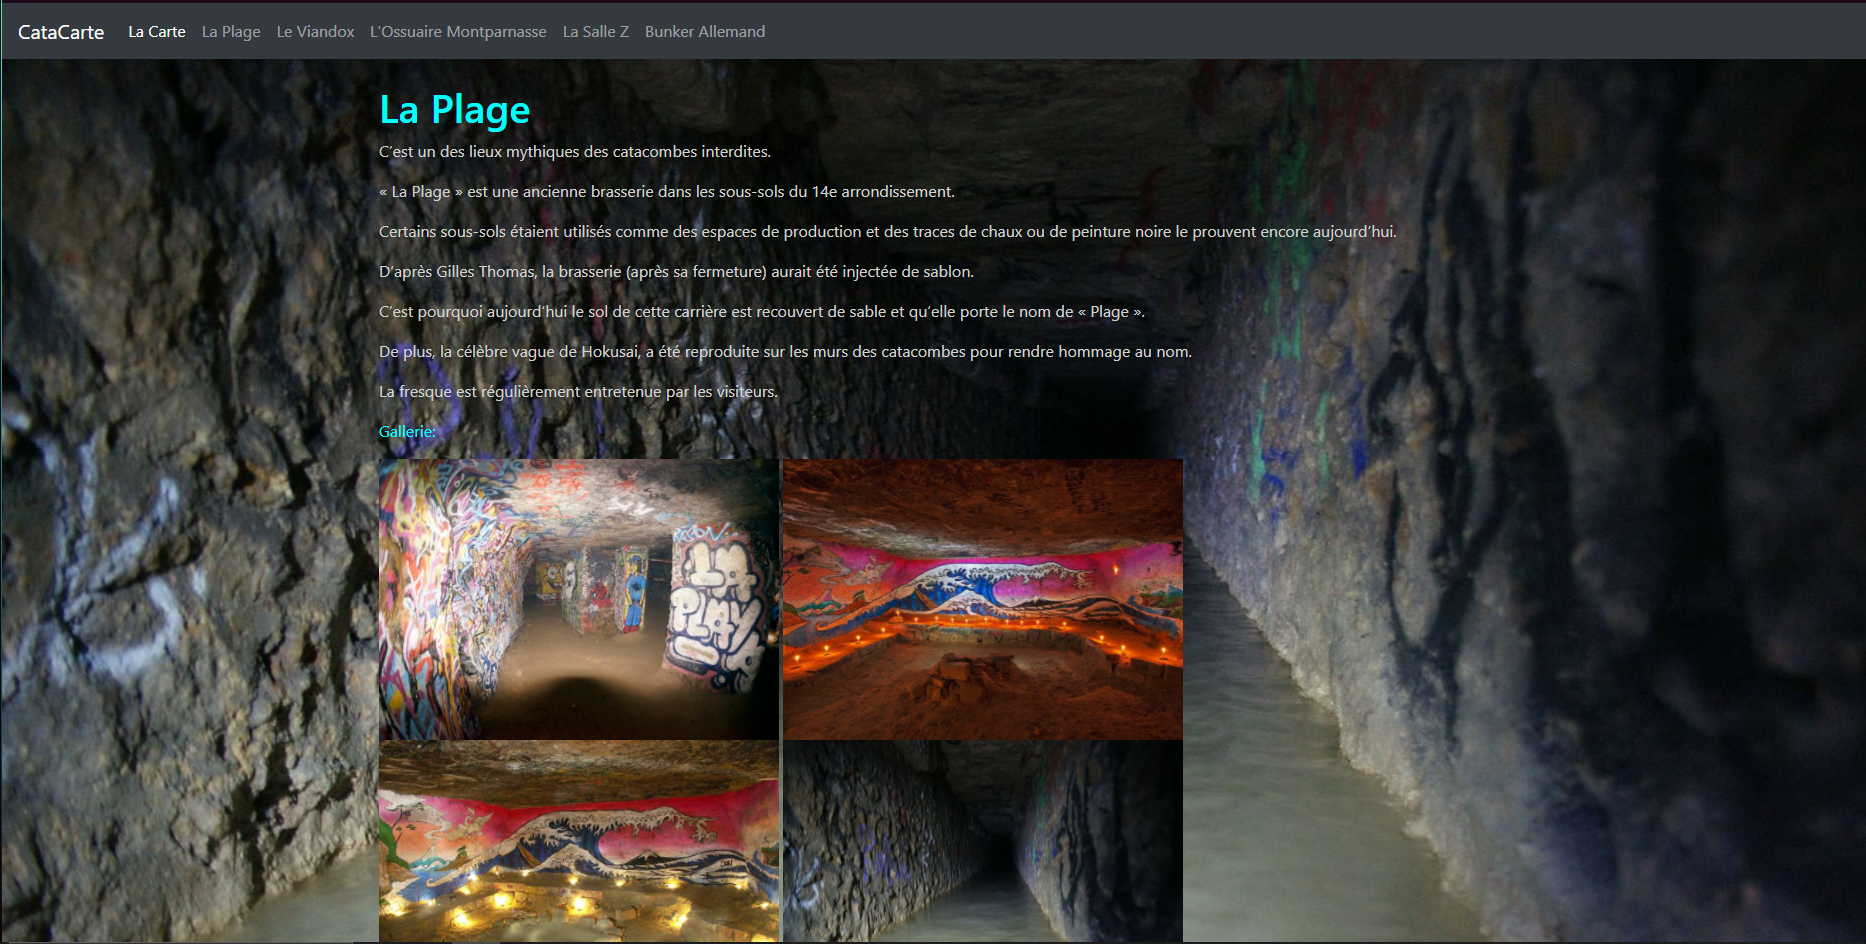 CataCarte La Carte La Plage Le Viandox L'Ossuaire Montparnasse La Salle Z Bunker Allemand
La Plage
C’est un des lieux mythiques des catacombes interdites.
« La Plage » est une ancienne brasserie dans les sous-sols du 14e arrondissement.
Certains sous-sols étaient utilisés comme des espaces de production et des traces de chaux ou de peinture noire le prouvent encore aujourd’hui.
D’après Gilles Thomas, la brasserie (après sa fermeture) aurait été injectée de sablon.
C’est pourquoi aujourd’hui le sol de cette carrière est recouvert de sable et qu’elle porte le nom de « Plage ».
De plus, la célèbre vague de Hokusai, a été reproduite sur les murs des catacombes pour rendre hommage au nom.
La fresque est régulièrement entretenue par les visiteurs.
Gallerie:
LA
PLAY